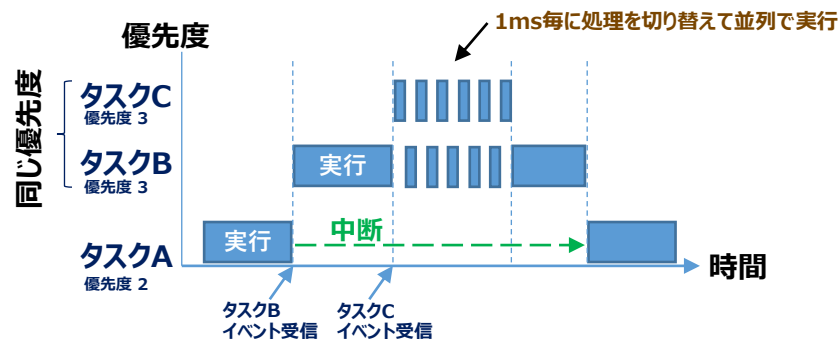 1ms毎に処理を切り替えて並列で実行
優先度
同じ優先度
タスクC
優先度 3
タスクB
優先度 3
実行
タスクA
優先度 2
実行
中断
時間
タスクB
イベント受信
タスクC
イベント受信